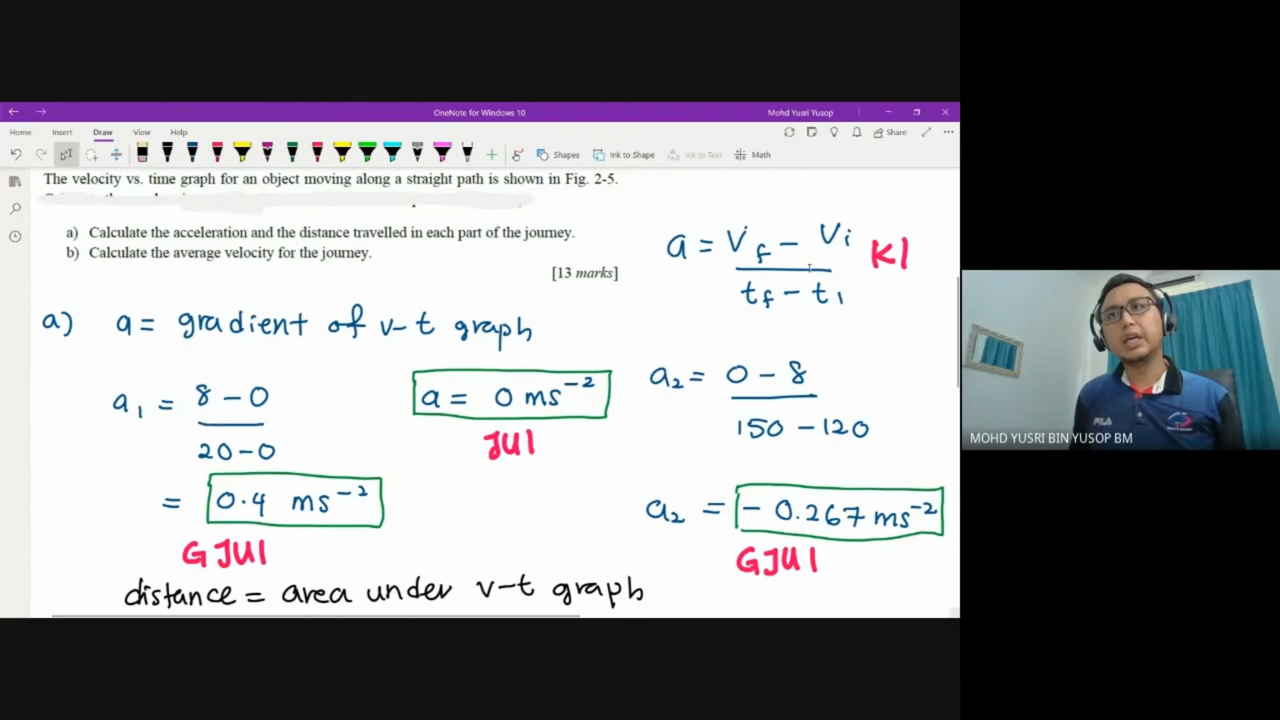 OneNote for Windows 10
Mohd Yusri Yusop
Home Insert Draw View Help
Share
Shapes Ink to Shape Ink to Text Math
The velocity vs. time graph for an object moving along a straight path is shown in Fig. 2-5.
a) Calculate the acceleration and the distance travelled in each part of the journey.
b) Calculate the average velocity for the journey.
[13 marks]
a = Vf - Vi
tf - t1
K1
a) a = gradient of v-t graph
a1 = 8 - 0
20 - 0
= 0.4 ms-2
GJU1
a = 0 ms-2
JU1
a2 = 0 - 8
150 - 120
a2 = - 0.267 ms-2
GJU1
distance = area under v-t graph
FILA
MOHD YUSRI BIN YUSOP BM